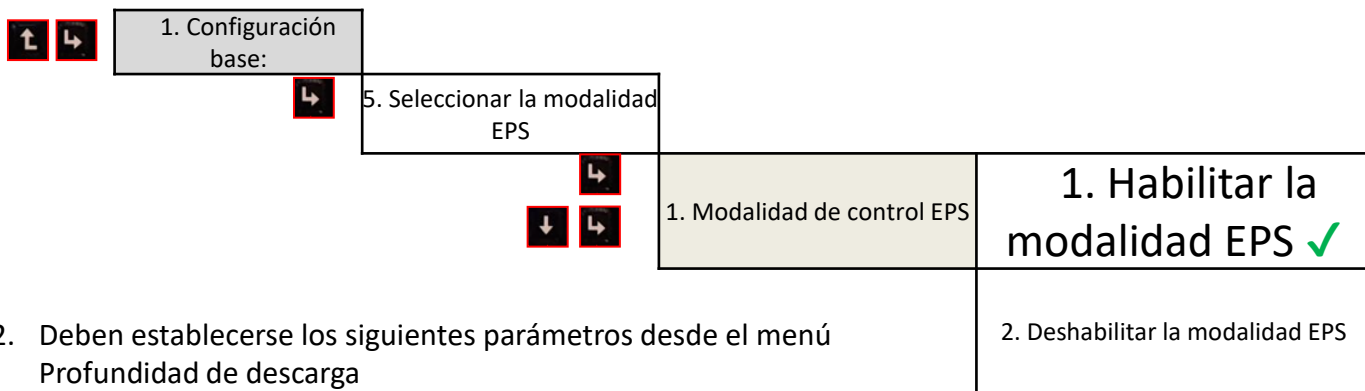 1. Configuración
base:
5. Seleccionar la modalidad
EPS
1. Modalidad de control EPS
1. Habilitar la
modalidad EPS ✓
2. Deshabilitar la modalidad EPS
2. Deben establecerse los siguientes parámetros desde el menú
Profundidad de descarga